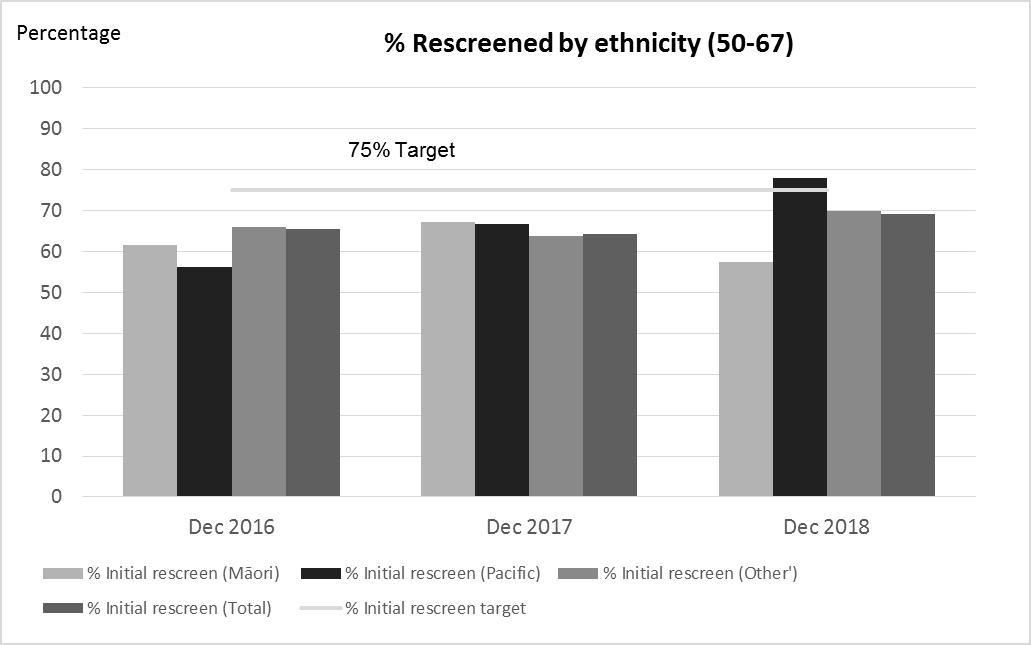 Percentage
% Rescreened by ethnicity (50-67)
100
90
75% Target
80
70
60
50
40
30
20
10
0
Dec 2016 Dec 2017 Dec 2018
% Initial rescreen (Māori) % Initial rescreen (Pacific) % Initial rescreen (Other')
% Initial rescreen (Total) % Initial rescreen target